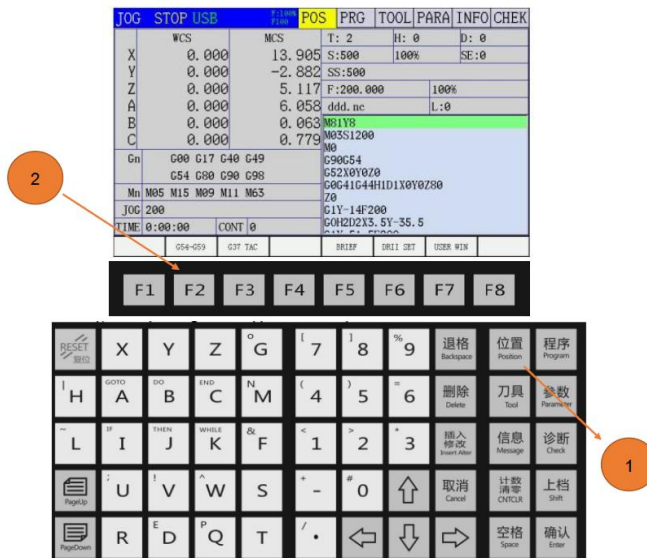 JOG STOP USB F:100% F100 POS PRG TOOL PARA INFO CHEK
WCS MCS T: 2 H: 0 D: 0
X 0.000 13.905 S:500 100% SE:0
Y 0.000 -2.882 SS:500
Z 0.000 5.117 F:200.000 100%
A 0.000 6.058 ddd.nc L:0
B 0.000 0.063 M81Y8
C 0.000 0.779 M03S1200
M0
Gn G00 G17 G40 G49 G90G54
G52X0Y0Z0
G54 G80 G90 G98 G0G41G44H1D1X0Y0Z80
Mn M05 M15 M09 M11 M63 Z0
JOG 200 G1Y-14F200
TIME 0:00:00 CONT 0 G0H2D2X3.5Y-35.5
G54-G59 G37 TAC BRIEF DRII SET USER WIN
2
F1 F2 F3 F4 F5 F6 F7 F8
RESET 复位 X Y Z ° G [ 7 ] 8 % 9 退格 Backspace 位置 Position 程序 Program
| H GOTO A DO B END C N M ( 4 ) 5 = 6 删除 Delete 刀具 Tool 参数 Parameter
~ L IF I THEN J WHILE K & F < 1 > 2 * 3 插入 修改 Insert Alter 信息 Message 诊断 Check
1
PageUp ; U ! V ^ W S + - # 0 取消 Cancel 计数 清零 CNTCLR 上档 Shift
PageDown R E D P Q T / . 空格 Space 确认 Enter